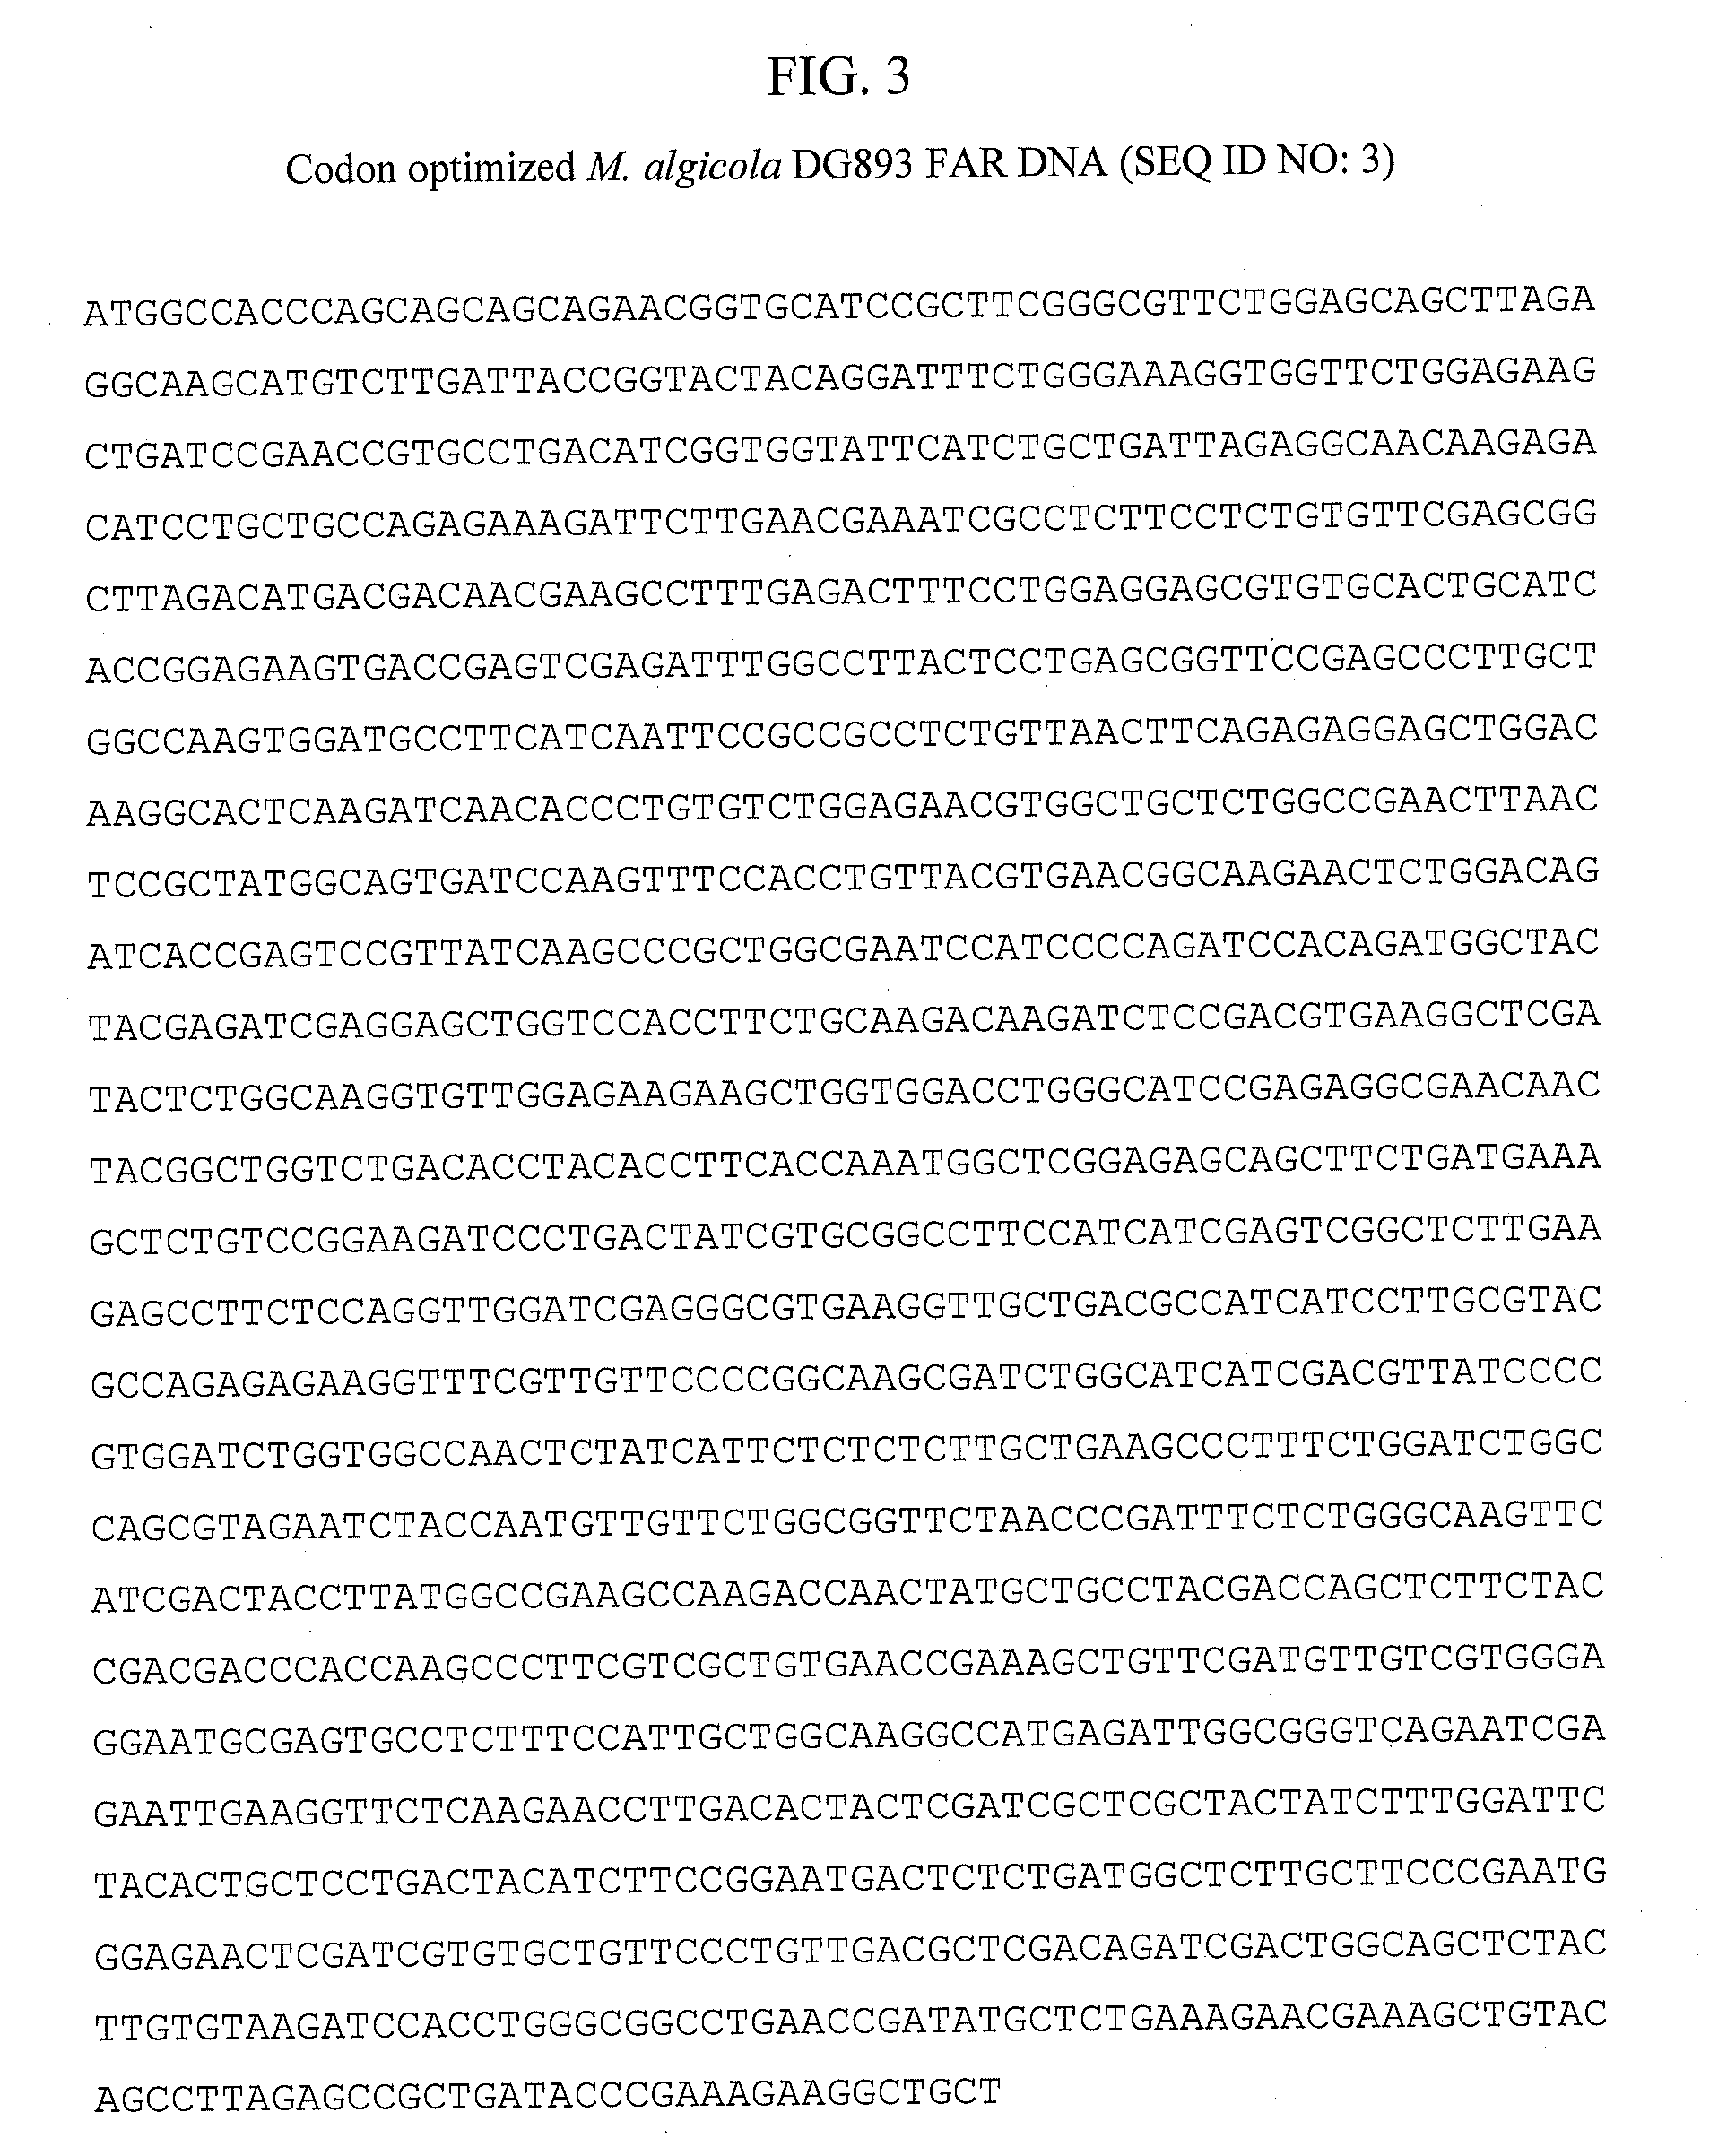 FIG. 3
Codon optimized M. algicola DG893 FAR DNA (SEQ ID NO: 3)
ATGGCCACCCAGCAGCAGCAGAACGGTGCATCCGCTTCGGGCGTTCTGGAGCAGCTTAGA
GGCAAGCATGTCTTGATTACCGGTACTACAGGATTTCTGGGAAAGGTGGTTCTGGAGAAG
CTGATCCGAACCGTGCCTGACATCGGTGGTATTCATCTGCTGATTAGAGGCAACAAGAGA
CATCCTGCTGCCAGAGAAAGATTCTTGAACGAAATCGCCTCTTCCTCTGTGTTCGAGCGG
CTTAGACATGACGACAACGAAGCCTTTGAGACTTTCCTGGAGGAGCGTGTGCACTGCATC
ACCGGAGAAGTGACCGAGTCGAGATTTGGCCTTACTCCTGAGCGGTTCCGAGCCCTTGCT
GGCCAAGTGGATGCCTTCATCAATTCCGCCGCCTCTGTTAACTTCAGAGAGGAGCTGGAC
AAGGCACTCAAGATCAACACCCTGTGTCTGGAGAACGTGGCTGCTCTGGCCGAACTTAAC
TCCGCTATGGCAGTGATCCAAGTTTCCACCTGTTACGTGAACGGCAAGAACTCTGGACAG
ATCACCGAGTCCGTTATCAAGCCCGCTGGCGAATCCATCCCCAGATCCACAGATGGCTAC
TACGAGATCGAGGAGCTGGTCCACCTTCTGCAAGACAAGATCTCCGACGTGAAGGCTCGA
TACTCTGGCAAGGTGTTGGAGAAGAAGCTGGTGGACCTGGGCATCCGAGAGGCGAACAAC
TACGGCTGGTCTGACACCTACACCTTCACCAAATGGCTCGGAGAGCAGCTTCTGATGAAA
GCTCTGTCCGGAAGATCCCTGACTATCGTGCGGCCTTCCATCATCGAGTCGGCTCTTGAA
GAGCCTTCTCCAGGTTGGATCGAGGGCGTGAAGGTTGCTGACGCCATCATCCTTGCGTAC
GCCAGAGAGAAGGTTTCGTTGTTCCCCGGCAAGCGATCTGGCATCATCGACGTTATCCCC
GTGGATCTGGTGGCCAACTCTATCATTCTCTCTCTTGCTGAAGCCCTTTCTGGATCTGGC
CAGCGTAGAATCTACCAATGTTGTTCTGGCGGTTCTAACCCGATTTCTCTGGGCAAGTTC
ATCGACTACCTTATGGCCGAAGCCAAGACCAACTATGCTGCCTACGACCAGCTCTTCTAC
CGACGACCCACCAAGCCCTTCGTCGCTGTGAACCGAAAGCTGTTCGATGTTGTCGTGGGA
GGAATGCGAGTGCCTCTTTCCATTGCTGGCAAGGCCATGAGATTGGCGGGTCAGAATCGA
GAATTGAAGGTTCTCAAGAACCTTGACACTACTCGATCGCTCGCTACTATCTTTGGATTC
TACACTGCTCCTGACTACATCTTCCGGAATGACTCTCTGATGGCTCTTGCTTCCCGAATG
GGAGAACTCGATCGTGTGCTGTTCCCTGTTGACGCTCGACAGATCGACTGGCAGCTCTAC
TTGTGTAAGATCCACCTGGGCGGCCTGAACCGATATGCTCTGAAAGAACGAAAGCTGTAC
AGCCTTAGAGCCGCTGATACCCGAAAGAAGGCTGCT